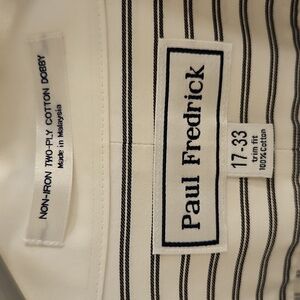 NON-IRON TWO-PLY COTTON DOBBY
Made in Malaysia
Paul Fredrick
17-33
trim fit
100% Cotton